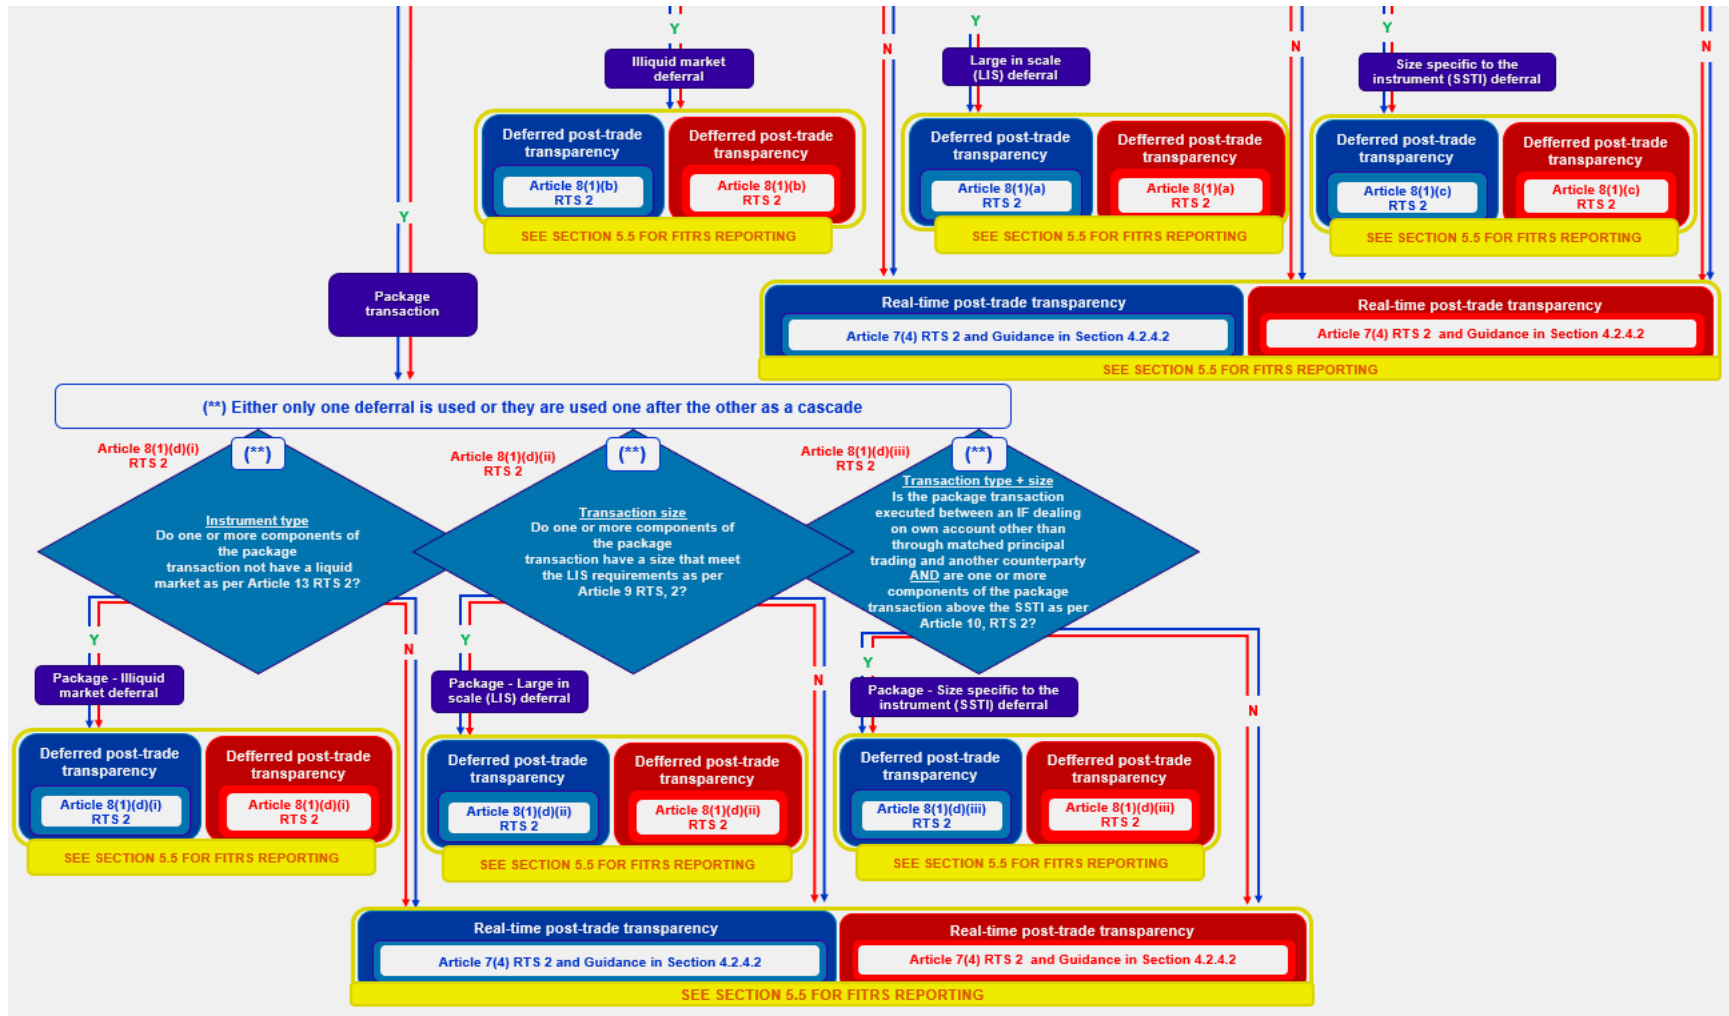 Y
Y
Y
N
N
N
Illiquid market
deferral
Large in scale
(LIS) deferral
Size specific to the
instrument (SSTI) deferral
Deferred post-trade
transparency
Article 8(1)(b)
RTS 2
Defferred post-trade
transparency
Article 8(1)(b)
RTS 2
SEE SECTION 5.5 FOR FITRS REPORTING
Deferred post-trade
transparency
Article 8(1)(a)
RTS 2
Defferred post-trade
transparency
Article 8(1)(a)
RTS 2
SEE SECTION 5.5 FOR FITRS REPORTING
Deferred post-trade
transparency
Article 8(1)(c)
RTS 2
Defferred post-trade
transparency
Article 8(1)(c)
RTS 2
SEE SECTION 5.5 FOR FITRS REPORTING
Y
Package
transaction
Real-time post-trade transparency
Article 7(4) RTS 2 and Guidance in Section 4.2.4.2
Real-time post-trade transparency
Article 7(4) RTS 2 and Guidance in Section 4.2.4.2
SEE SECTION 5.5 FOR FITRS REPORTING
(**) Either only one deferral is used or they are used one after the other as a cascade
Article 8(1)(d)(i)
RTS 2
(**)
Instrument type
Do one or more components of
the package
transaction not have a liquid
market as per Article 13 RTS 2?
Article 8(1)(d)(ii)
RTS 2
(**)
Transaction size
Do one or more components of
the package
transaction have a size that meet
the LIS requirements as per
Article 9 RTS, 2?
Article 8(1)(d)(iii)
RTS 2
(**)
Transaction type + size
Is the package transaction
executed between an IF dealing
on own account other than
through matched principal
trading and another counterparty
AND are one or more
components of the package
transaction above the SSTI as per
Article 10, RTS 2?
Y
N
Y
N
Y
N
Package - Illiquid
market deferral
Package - Large in
scale (LIS) deferral
Package - Size specific to the
instrument (SSTI) deferral
Deferred post-trade
transparency
Article 8(1)(d)(i)
RTS 2
Defferred post-trade
transparency
Article 8(1)(d)(i)
RTS 2
SEE SECTION 5.5 FOR FITRS REPORTING
Deferred post-trade
transparency
Article 8(1)(d)(ii)
RTS 2
Defferred post-trade
transparency
Article 8(1)(d)(ii)
RTS 2
SEE SECTION 5.5 FOR FITRS REPORTING
Deferred post-trade
transparency
Article 8(1)(d)(iii)
RTS 2
Defferred post-trade
transparency
Article 8(1)(d)(iii)
RTS 2
SEE SECTION 5.5 FOR FITRS REPORTING
Real-time post-trade transparency
Article 7(4) RTS 2 and Guidance in Section 4.2.4.2
Real-time post-trade transparency
Article 7(4) RTS 2 and Guidance in Section 4.2.4.2
SEE SECTION 5.5 FOR FITRS REPORTING